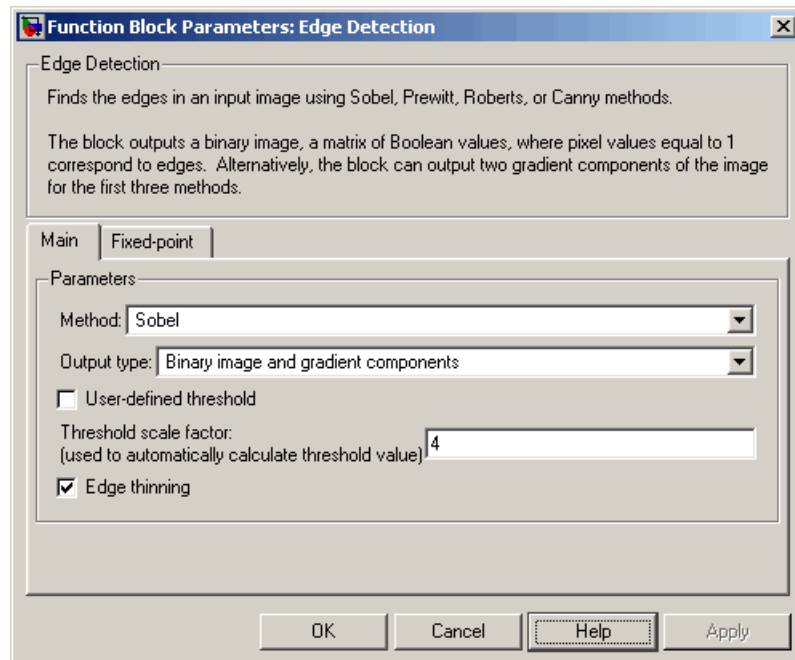 Function Block Parameters: Edge Detection
Edge Detection
Finds the edges in an input image using Sobel, Prewitt, Roberts, or Canny methods.
The block outputs a binary image, a matrix of Boolean values, where pixel values equal to 1
correspond to edges.  Alternatively, the block can output two gradient components of the image
for the first three methods.
Main
Fixed-point
Parameters
Method: Sobel
Output type: Binary image and gradient components
User-defined threshold
Threshold scale factor:
(used to automatically calculate threshold value) 4
Edge thinning
OK
Cancel
Help
Apply